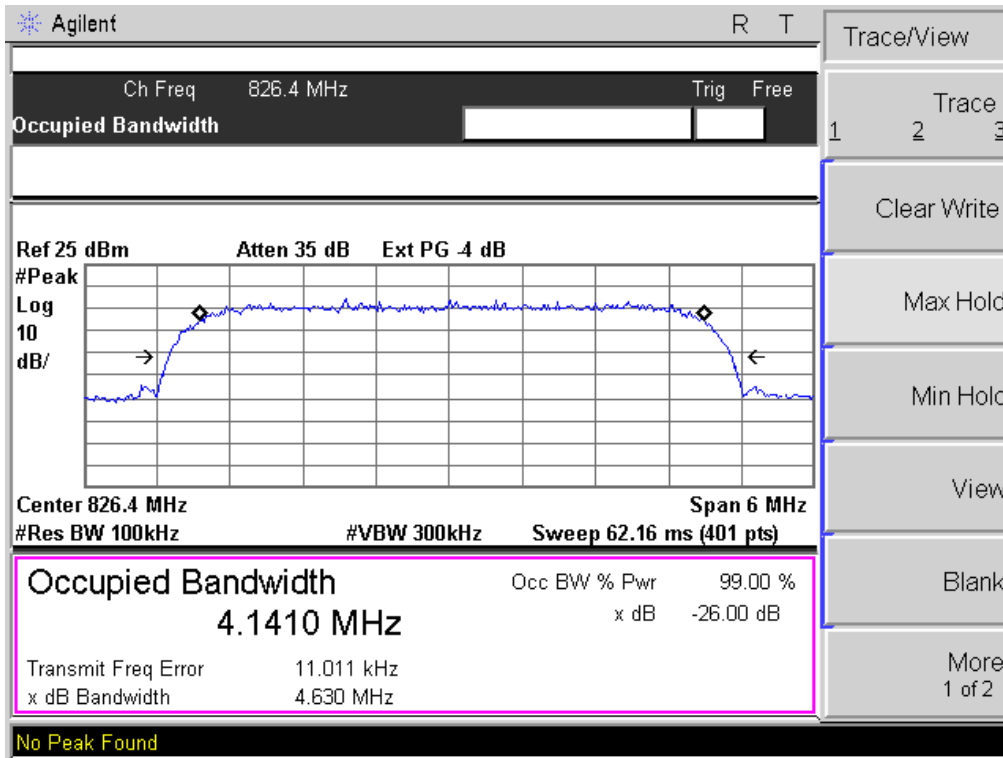 Agilent R T
Ch Freq 826.4 MHz Trig Free
Occupied Bandwidth
Ref 25 dBm Atten 35 dB Ext PG -4 dB
#Peak
Log
10
dB/
Center 826.4 MHz Span 6 MHz
#Res BW 100kHz #VBW 300kHz Sweep 62.16 ms (401 pts)
Occupied Bandwidth Occ BW % Pwr 99.00 %
4.1410 MHz x dB -26.00 dB
Transmit Freq Error 11.011 kHz
x dB Bandwidth 4.630 MHz
No Peak Found
Trace/View
Trace
1 2 3
Clear Write
Max Hold
Min Hold
View
Blank
More
1 of 2